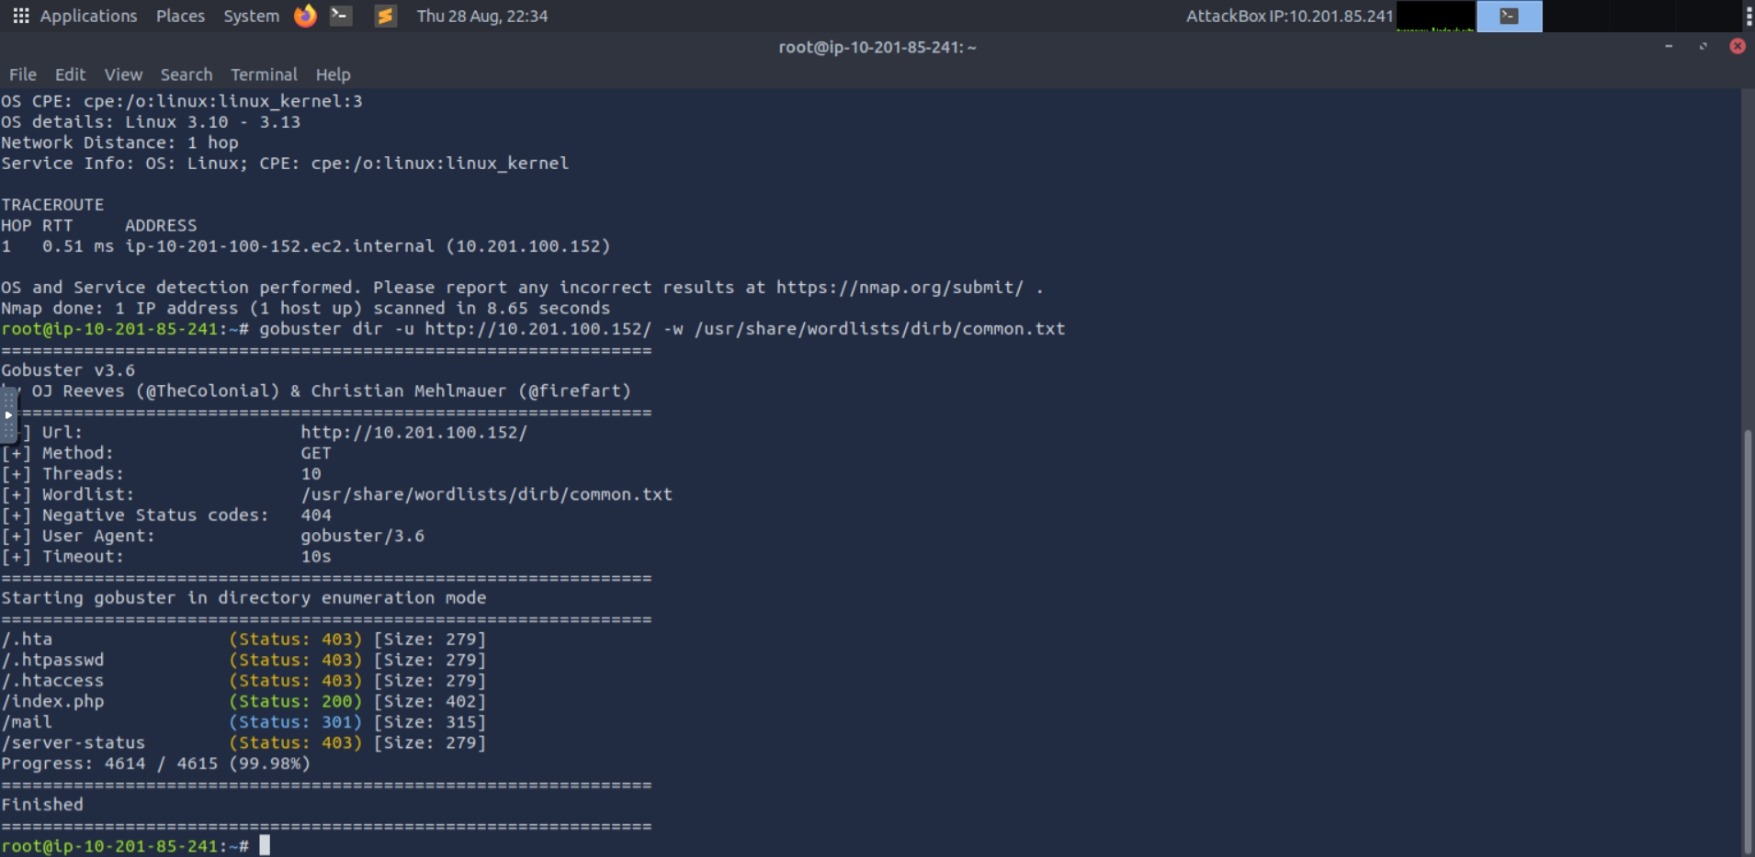 Applications Places System Thu 28 Aug, 22:34 AttackBox IP:10.201.85.241
root@ip-10-201-85-241: ~
File Edit View Search Terminal Help
OS CPE: cpe:/o:linux:linux_kernel:3
OS details: Linux 3.10 - 3.13
Network Distance: 1 hop
Service Info: OS: Linux; CPE: cpe:/o:linux:linux_kernel
TRACEROUTE
HOP RTT     ADDRESS
1   0.51 ms ip-10-201-100-152.ec2.internal (10.201.100.152)
OS and Service detection performed. Please report any incorrect results at https://nmap.org/submit/ .
Nmap done: 1 IP address (1 host up) scanned in 8.65 seconds
root@ip-10-201-85-241:~# gobuster dir -u http://10.201.100.152/ -w /usr/share/wordlists/dirb/common.txt
===============================================================
Gobuster v3.6
OJ Reeves (@TheColonial) & Christian Mehlmauer (@firefart)
===============================================================
] Url:                     http://10.201.100.152/
[+] Method:                  GET
[+] Threads:                 10
[+] Wordlist:                /usr/share/wordlists/dirb/common.txt
[+] Negative Status codes:   404
[+] User Agent:              gobuster/3.6
[+] Timeout:                 10s
===============================================================
Starting gobuster in directory enumeration mode
===============================================================
/.hta                 (Status: 403) [Size: 279]
/.htpasswd            (Status: 403) [Size: 279]
/.htaccess            (Status: 403) [Size: 279]
/index.php            (Status: 200) [Size: 402]
/mail                 (Status: 301) [Size: 315]
/server-status        (Status: 403) [Size: 279]
Progress: 4614 / 4615 (99.98%)
===============================================================
Finished
===============================================================
root@ip-10-201-85-241:~#